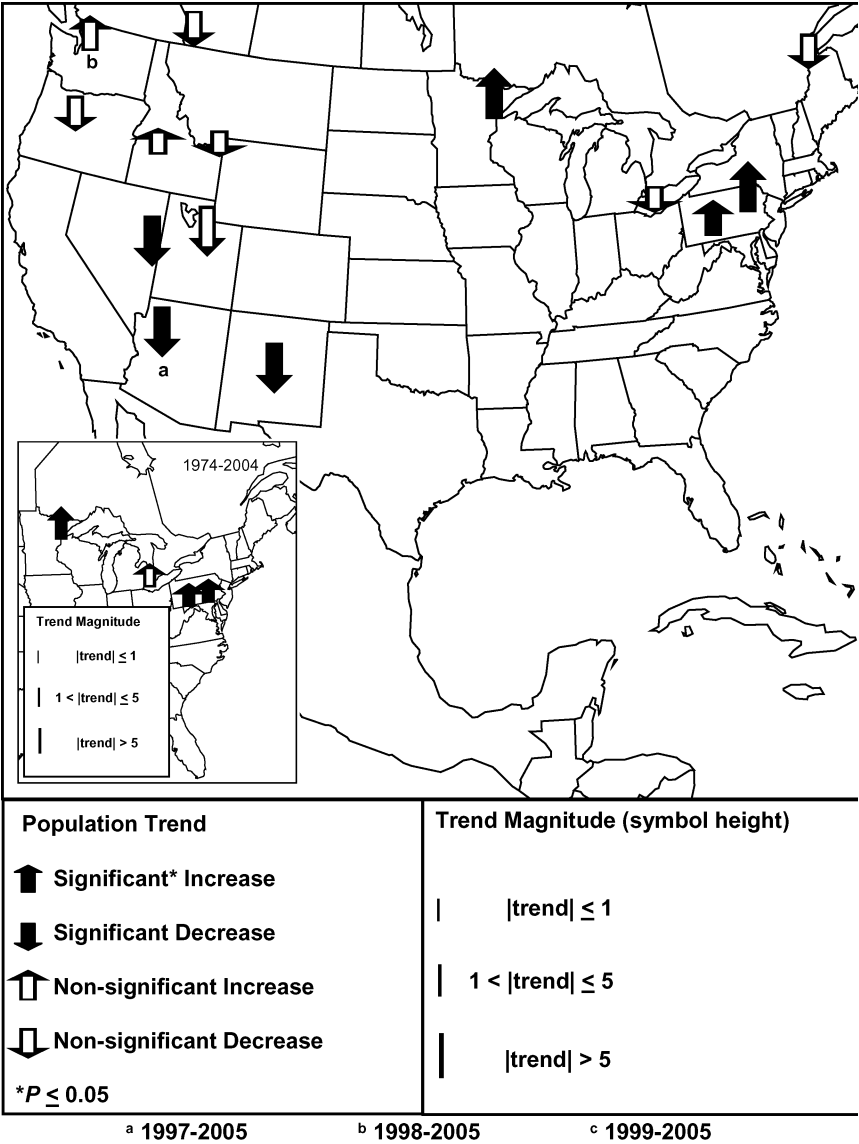 b
a
1974-2004
Trend Magnitude
|trend| ≤ 1
1 < |trend| ≤ 5
|trend| > 5
Population Trend
Significant* Increase
Significant Decrease
Non-significant Increase
Non-significant Decrease
*P ≤ 0.05
Trend Magnitude (symbol height)
|trend| ≤ 1
1 < |trend| ≤ 5
|trend| > 5
a 1997-2005 b 1998-2005 c 1999-2005